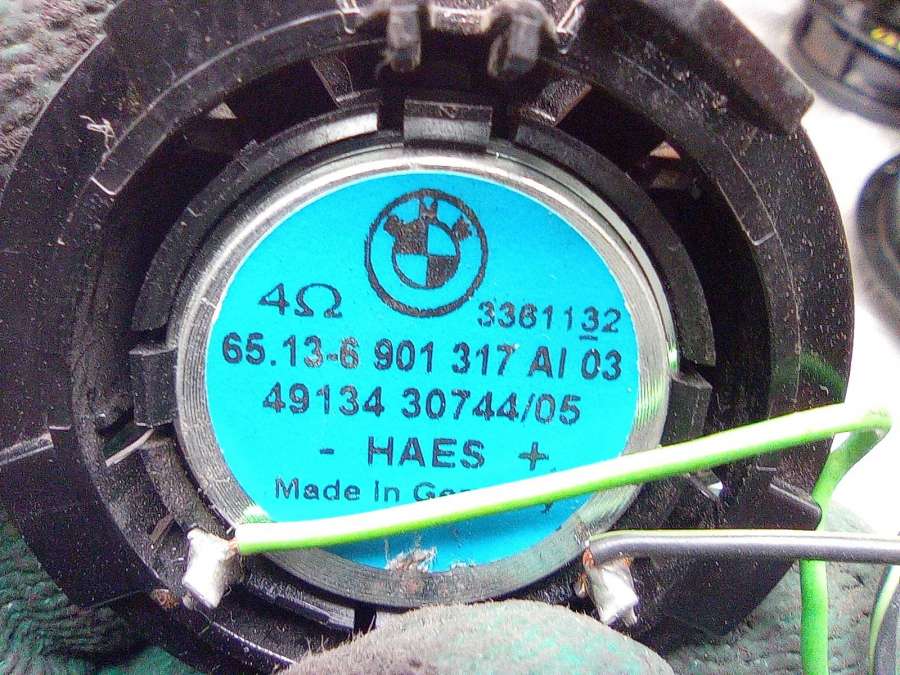 4Ω
3361132
65.13-6 901 317 AI 03
49134 30744/05
- HAES +
Made in